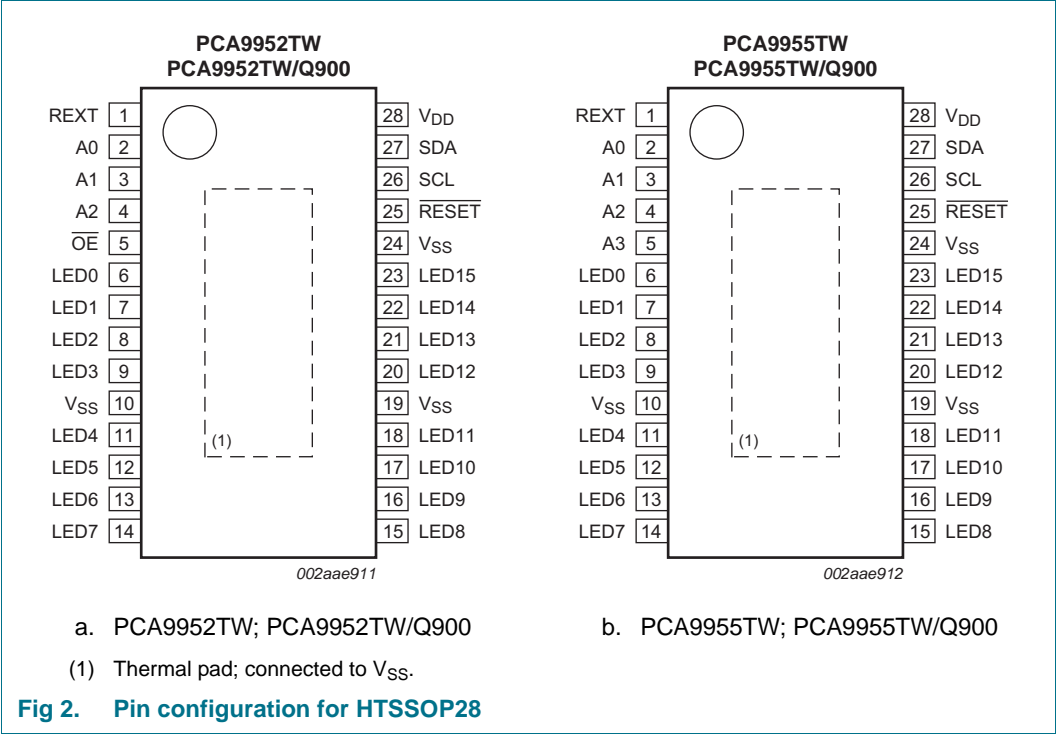 PCA9952TW
PCA9952TW/Q900
REXT 1
A0 2
A1 3
A2 4
OE 5
LED0 6
LED1 7
LED2 8
LED3 9
VSS 10
LED4 11
LED5 12
LED6 13
LED7 14
28 VDD
27 SDA
26 SCL
25 RESET
24 VSS
23 LED15
22 LED14
21 LED13
20 LED12
19 VSS
18 LED11
17 LED10
16 LED9
15 LED8
(1)
002aae911
a. PCA9952TW; PCA9952TW/Q900
PCA9955TW
PCA9955TW/Q900
REXT 1
A0 2
A1 3
A2 4
A3 5
LED0 6
LED1 7
LED2 8
LED3 9
VSS 10
LED4 11
LED5 12
LED6 13
LED7 14
28 VDD
27 SDA
26 SCL
25 RESET
24 VSS
23 LED15
22 LED14
21 LED13
20 LED12
19 VSS
18 LED11
17 LED10
16 LED9
15 LED8
(1)
002aae912
b. PCA9955TW; PCA9955TW/Q900
(1) Thermal pad; connected to VSS.
Fig 2. Pin configuration for HTSSOP28